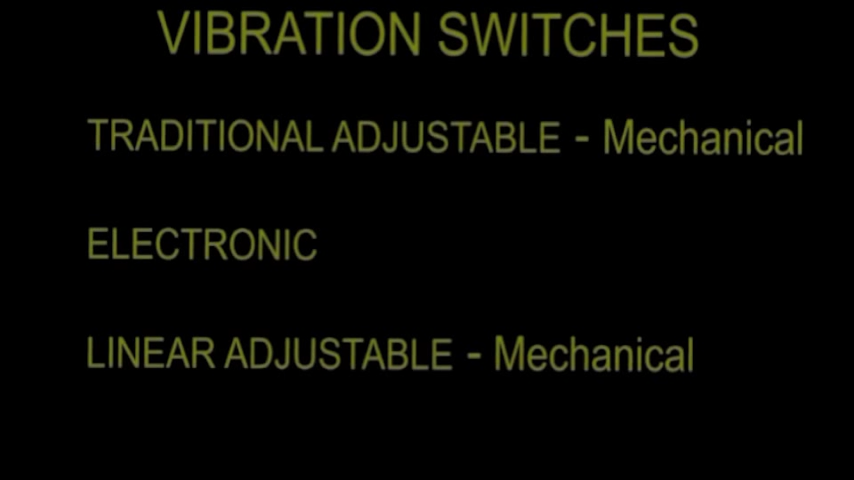 VIBRATION SWITCHES
TRADITIONAL ADJUSTABLE - Mechanical
ELECTRONIC
LINEAR ADJUSTABLE - Mechanical